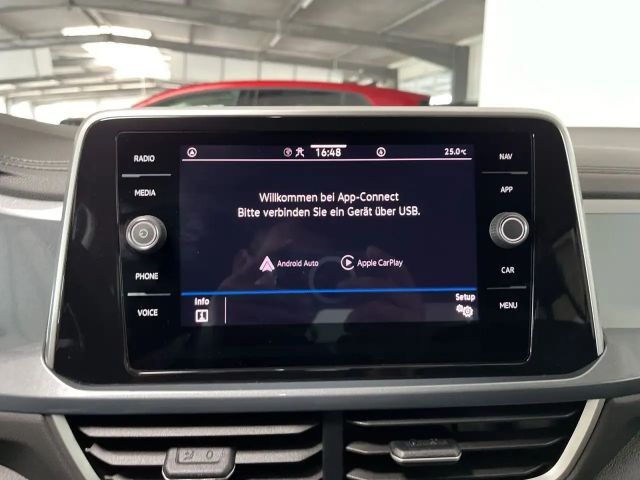 RADIO
MEDIA
PHONE
VOICE
16:48
25.0°C
Willkommen bei App-Connect
Bitte verbinden Sie ein Gerät über USB.
Android Auto
Apple CarPlay
Info
Setup
NAV
APP
CAR
MENU